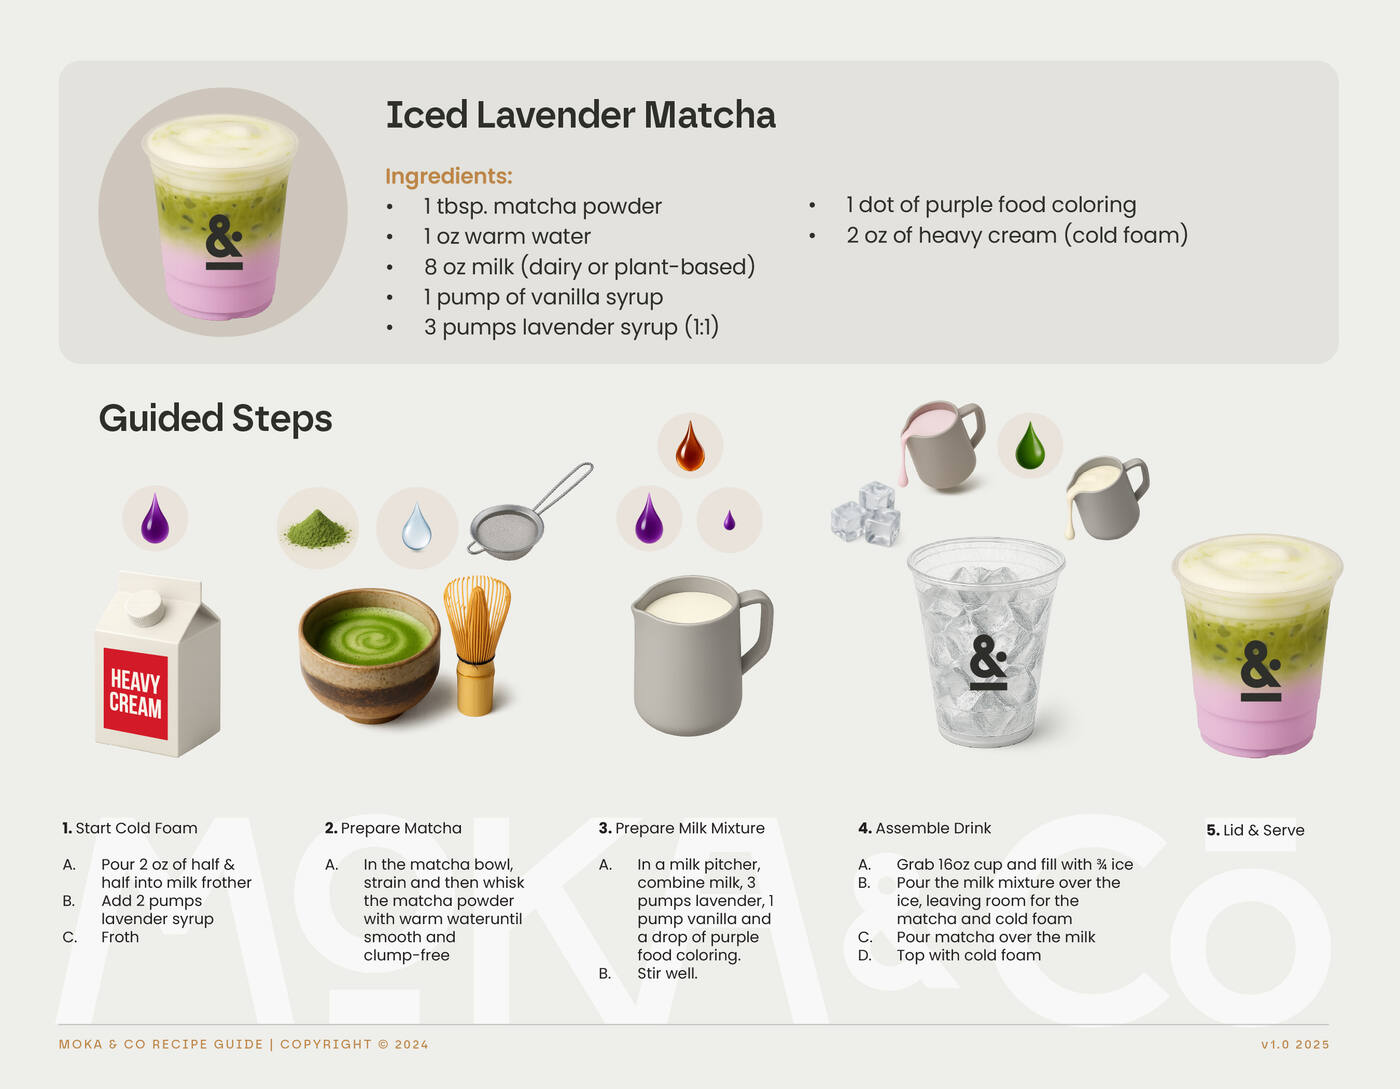 Iced Lavender Matcha
Ingredients:
• 1 tbsp. matcha powder
• 1 oz warm water
• 8 oz milk (dairy or plant-based)
• 1 pump of vanilla syrup
• 3 pumps lavender syrup (1:1)
• 1 dot of purple food coloring
• 2 oz of heavy cream (cold foam)
&
Guided Steps
HEAVY
CREAM
&
&
1. Start Cold Foam
A. Pour 2 oz of half &
half into milk frother
B. Add 2 pumps
lavender syrup
C. Froth
2. Prepare Matcha
A. In the matcha bowl,
strain and then whisk
the matcha powder
with warm wateruntil
smooth and
clump-free
3. Prepare Milk Mixture
A. In a milk pitcher,
combine milk, 3
pumps lavender, 1
pump vanilla and
a drop of purple
food coloring.
B. Stir well.
4. Assemble Drink
A. Grab 16oz cup and fill with ¾ ice
B. Pour the milk mixture over the
ice, leaving room for the
matcha and cold foam
C. Pour matcha over the milk
D. Top with cold foam
5. Lid & Serve
MOKA & CO
MOKA & CO RECIPE GUIDE | COPYRIGHT © 2024
v1.0 2025